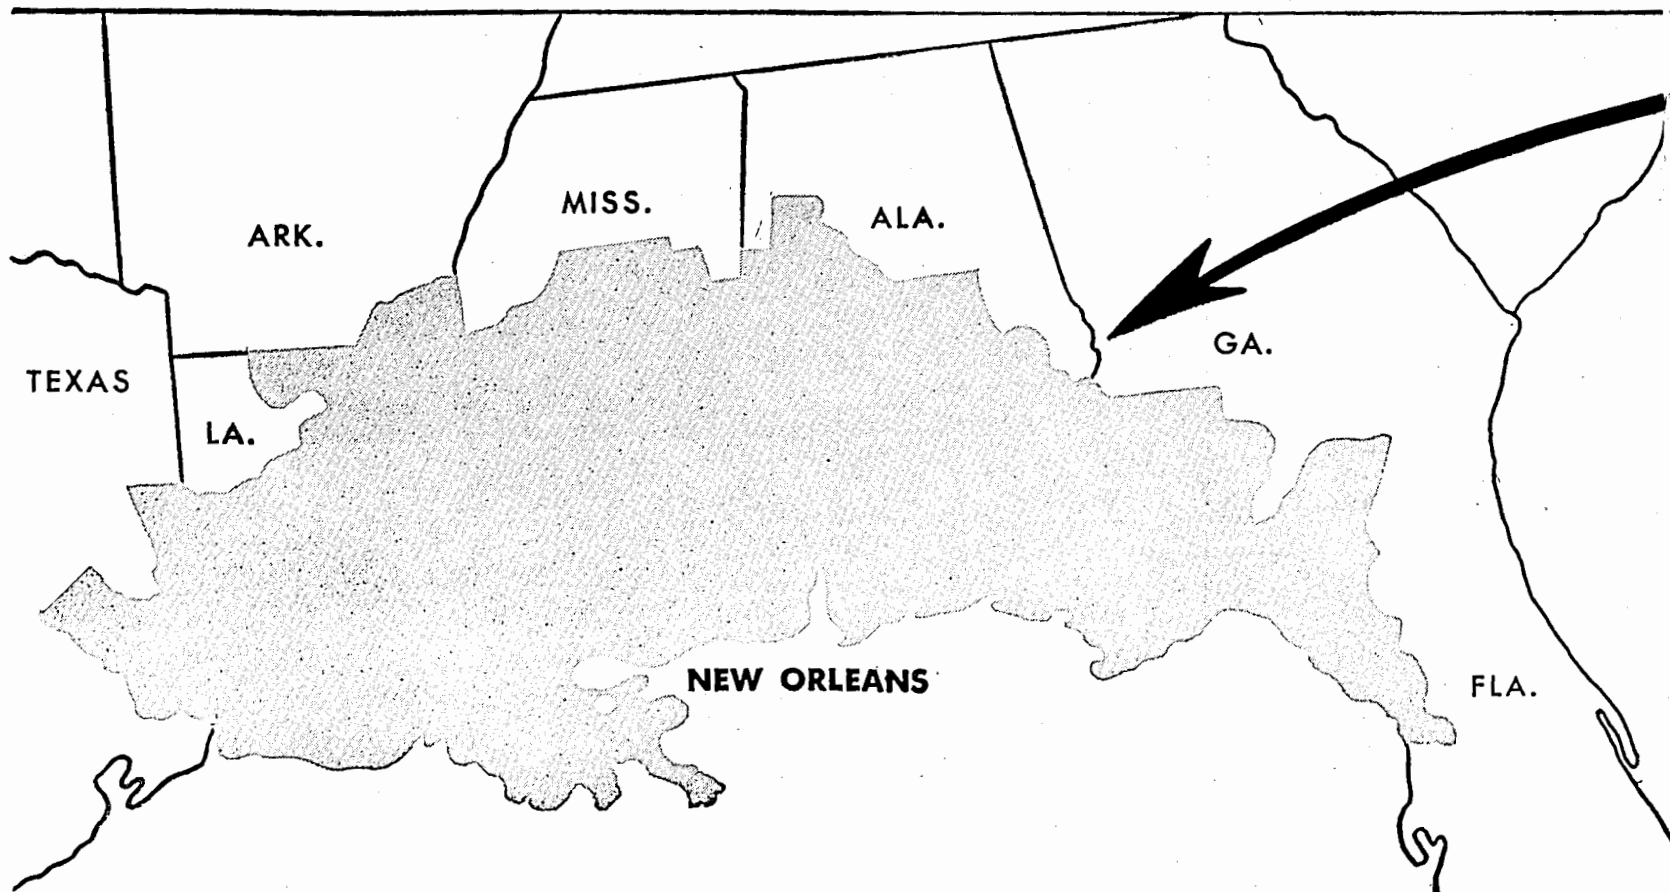 MISS.
ALA.
ARK.
GA.
TEXAS
LA.
NEW ORLEANS
FLA.